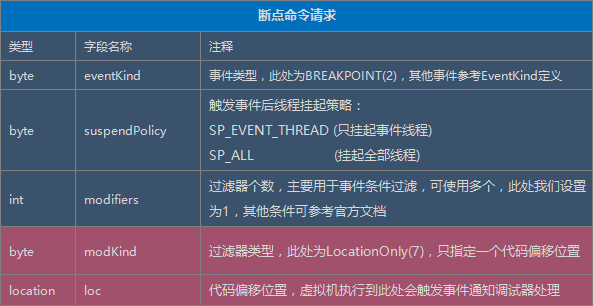 断点命令请求
类型 字段名称 注释
byte eventKind 事件类型，此处为BREAKPOINT(2)，其他事件参考EventKind定义
触发事件后线程挂起策略：
byte suspendPolicy SP_EVENT_THREAD (只挂起事件线程)
SP_ALL (挂起全部线程)
过滤器个数，主要用于事件条件过滤，可使用多个，此处我们设置
int modifiers
为1，其他条件可参考官方文档
byte modKind 过滤器类型，此处为LocationOnly(7)，只指定一个代码偏移位置
location loc 代码偏移位置，虚拟机执行到此处会触发事件通知调试器处理